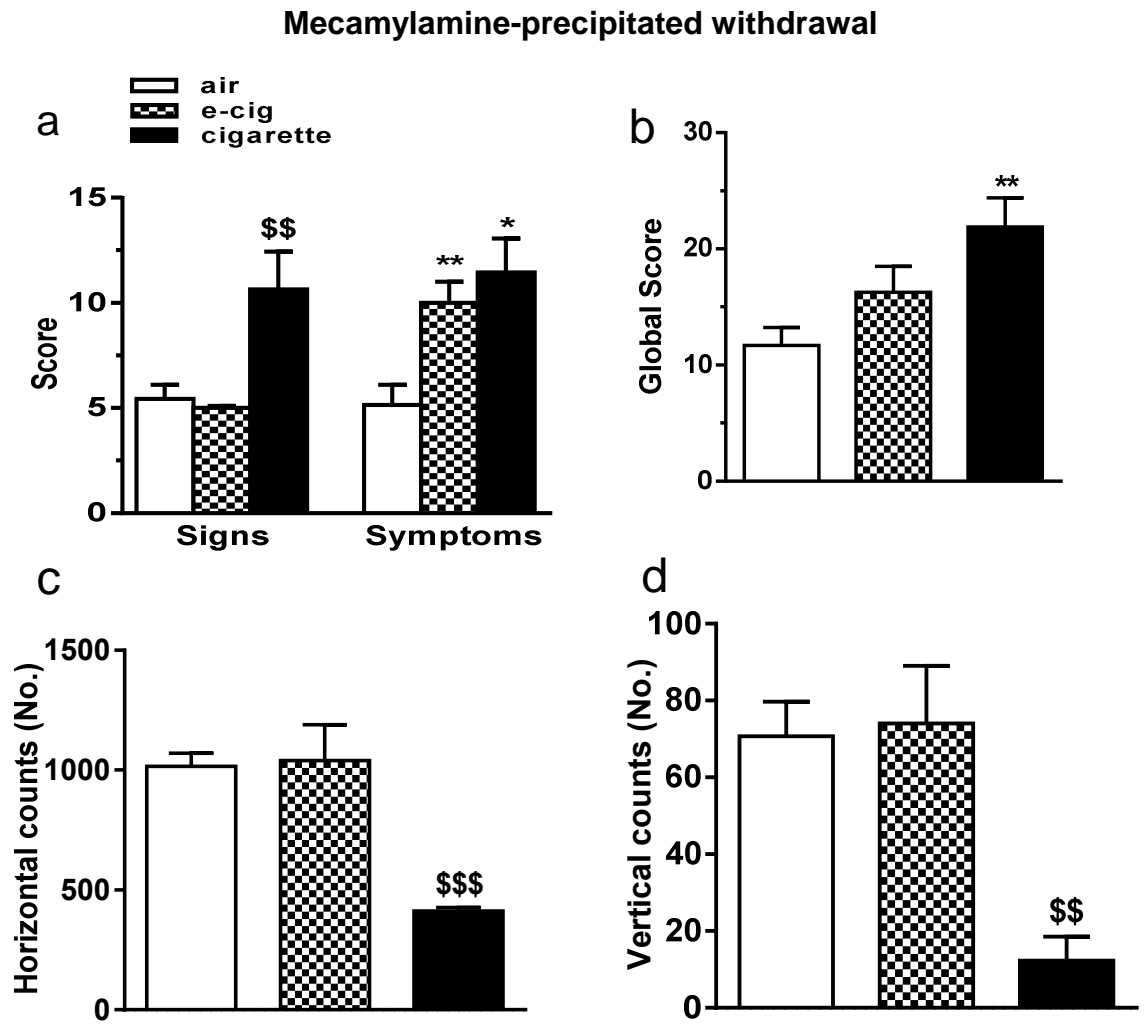 Mecamylamine-precipitated withdrawal
a
air
e-cig
cigarette
Score
15
10
5
0
$$
**
*
Signs
Symptoms
b
Global Score
30
20
10
0
**
c
Horizontal counts (No.)
1500
1000
500
0
$$$
d
Vertical counts (No.)
100
80
60
40
20
0
$$